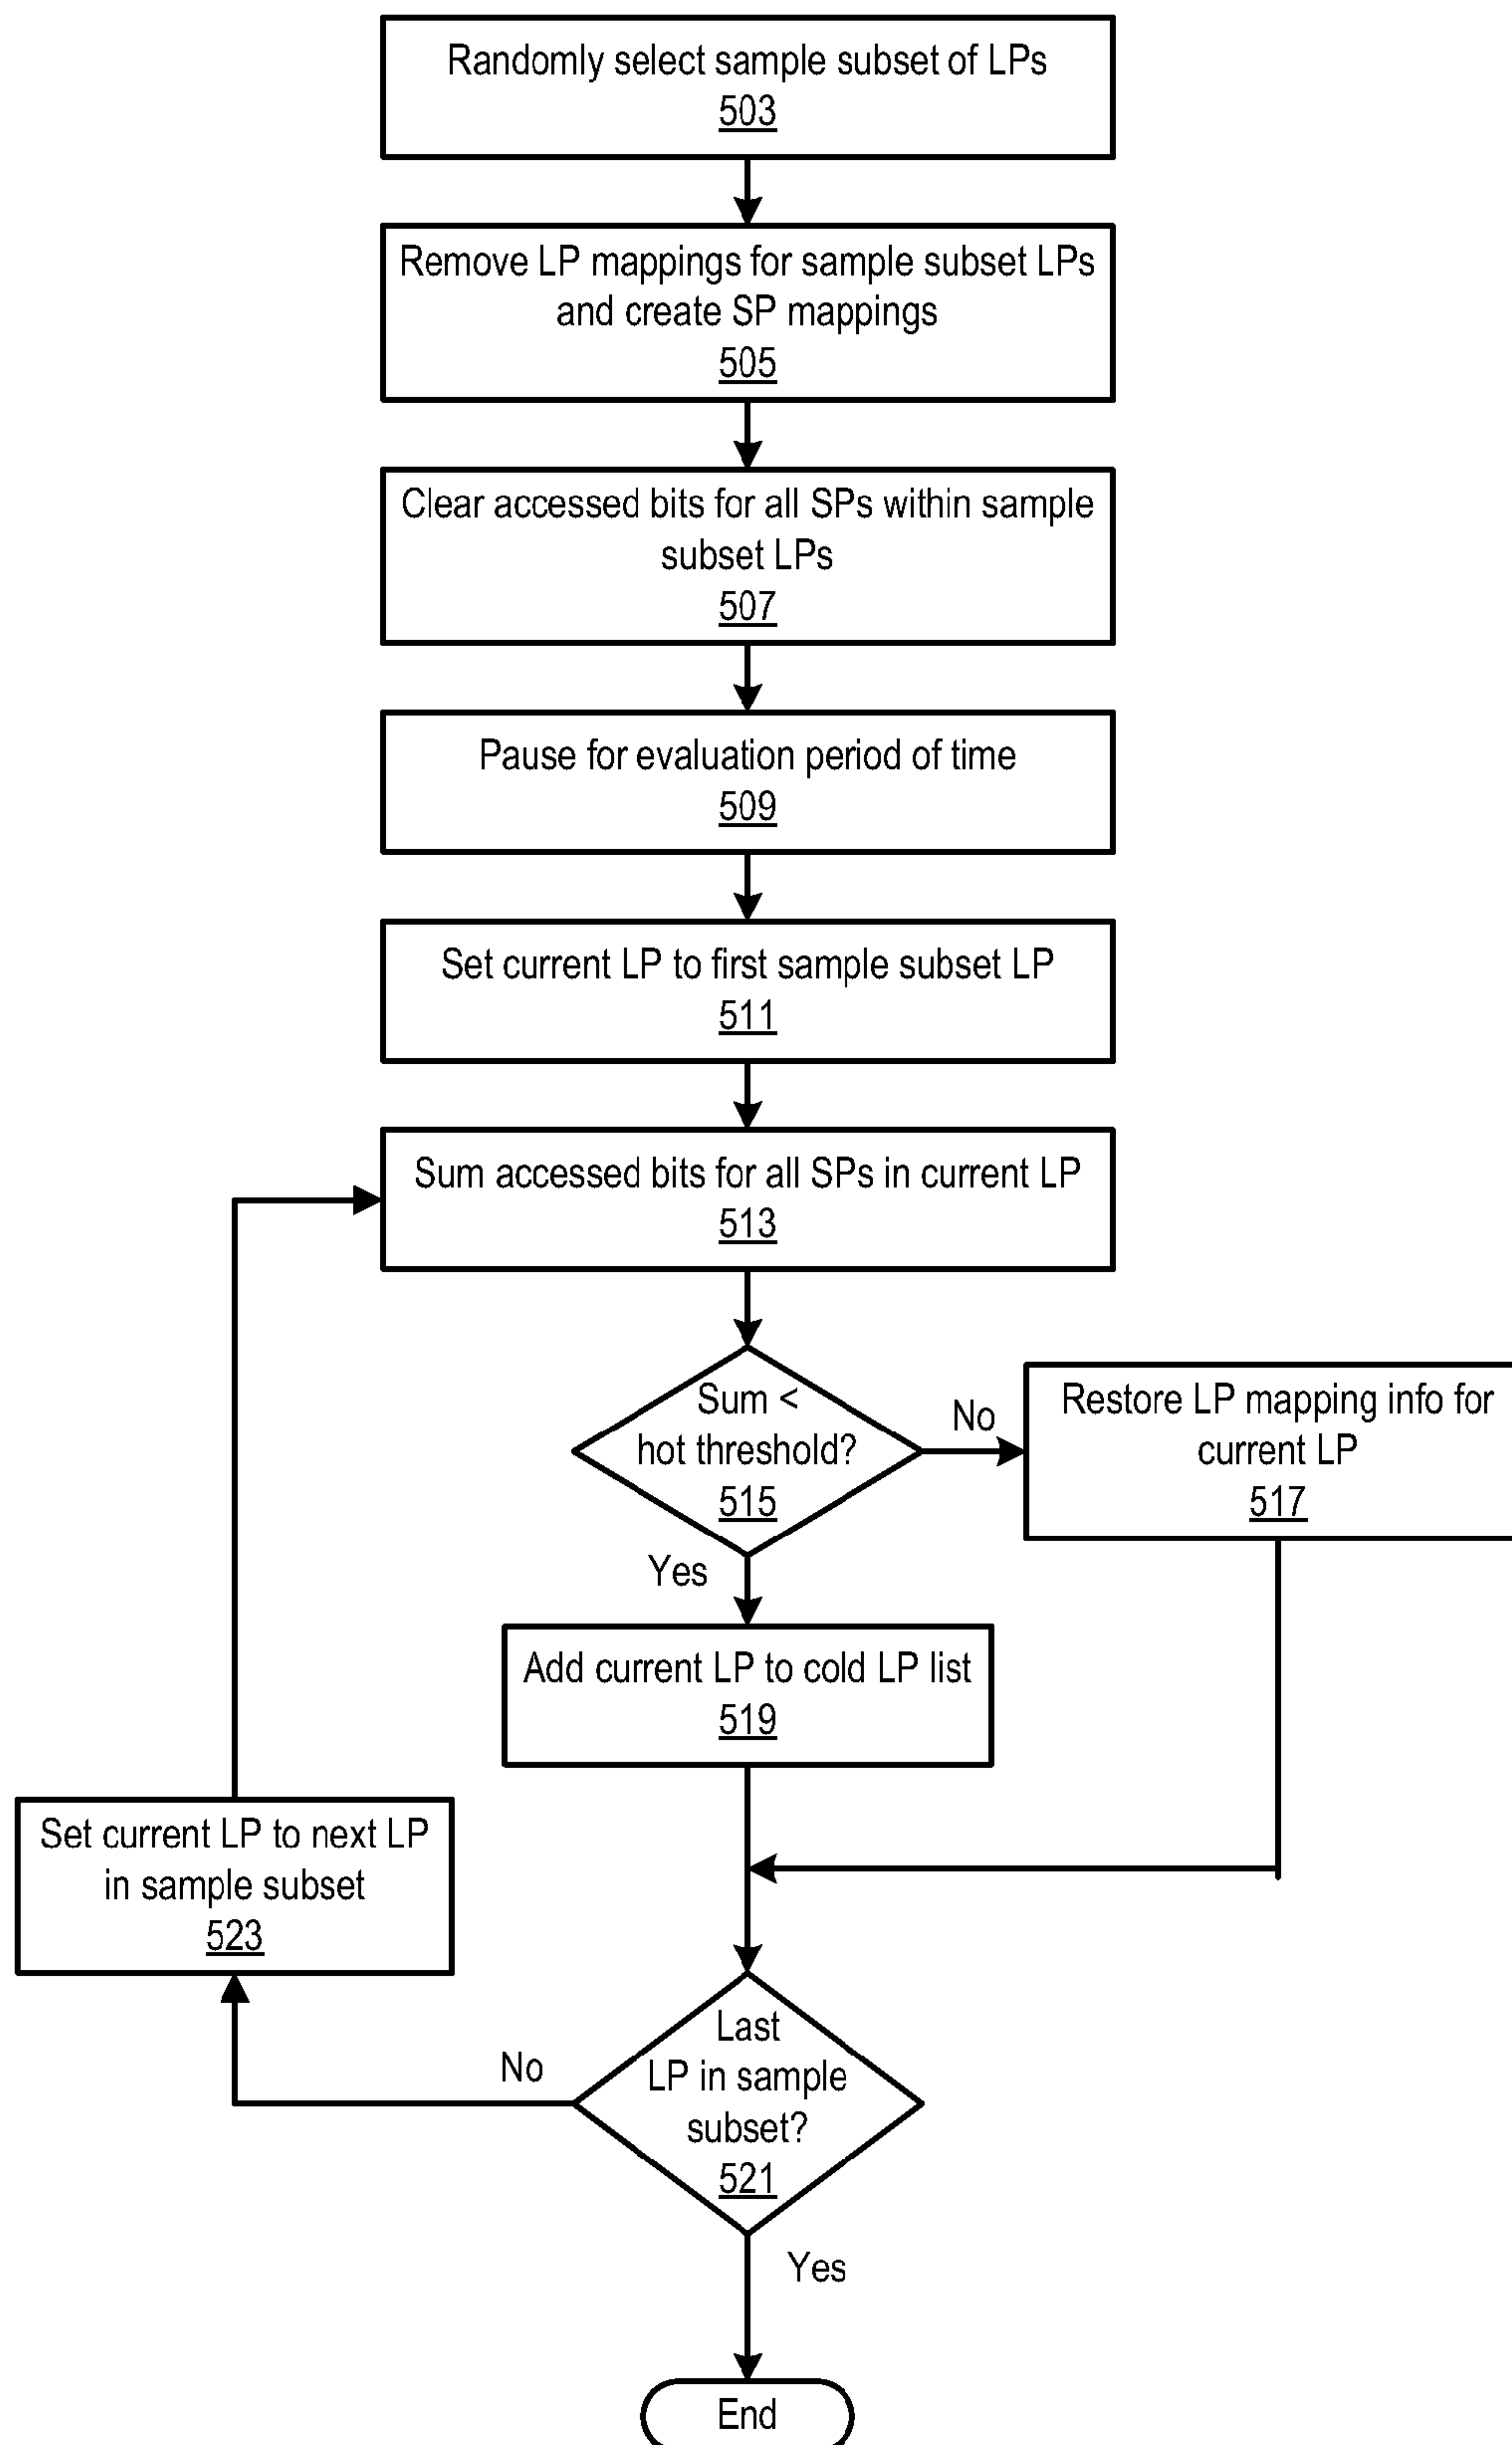 Randomly select sample subset of LPs
503
Remove LP mappings for sample subset LPs
and create SP mappings
505
Clear accessed bits for all SPs within sample
subset LPs
507
Pause for evaluation period of time
509
Set current LP to first sample subset LP
511
Sum accessed bits for all SPs in current LP
513
Sum <
hot threshold?
515
No
Restore LP mapping info for
current LP
517
Yes
Add current LP to cold LP list
519
Set current LP to next LP
in sample subset
523
Last
LP in sample
subset?
521
No
Yes
End